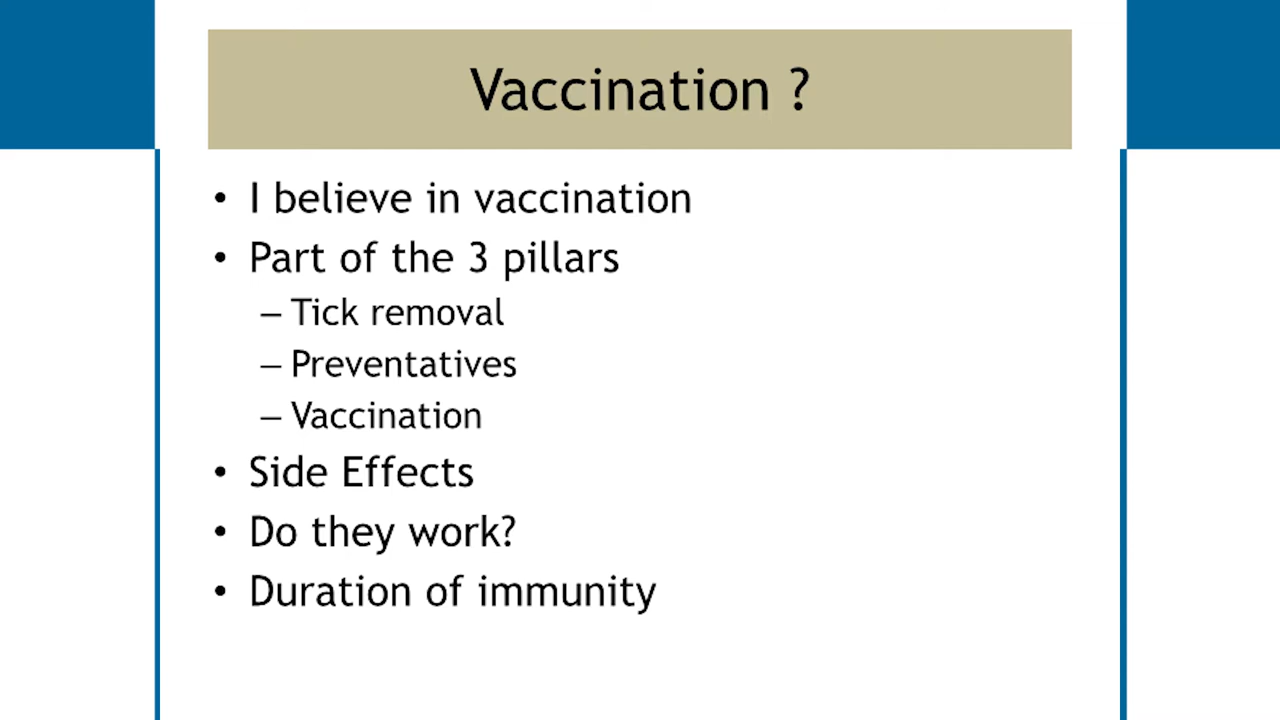 Vaccination ?
• I believe in vaccination
• Part of the 3 pillars
– Tick removal
– Preventatives
– Vaccination
• Side Effects
• Do they work?
• Duration of immunity